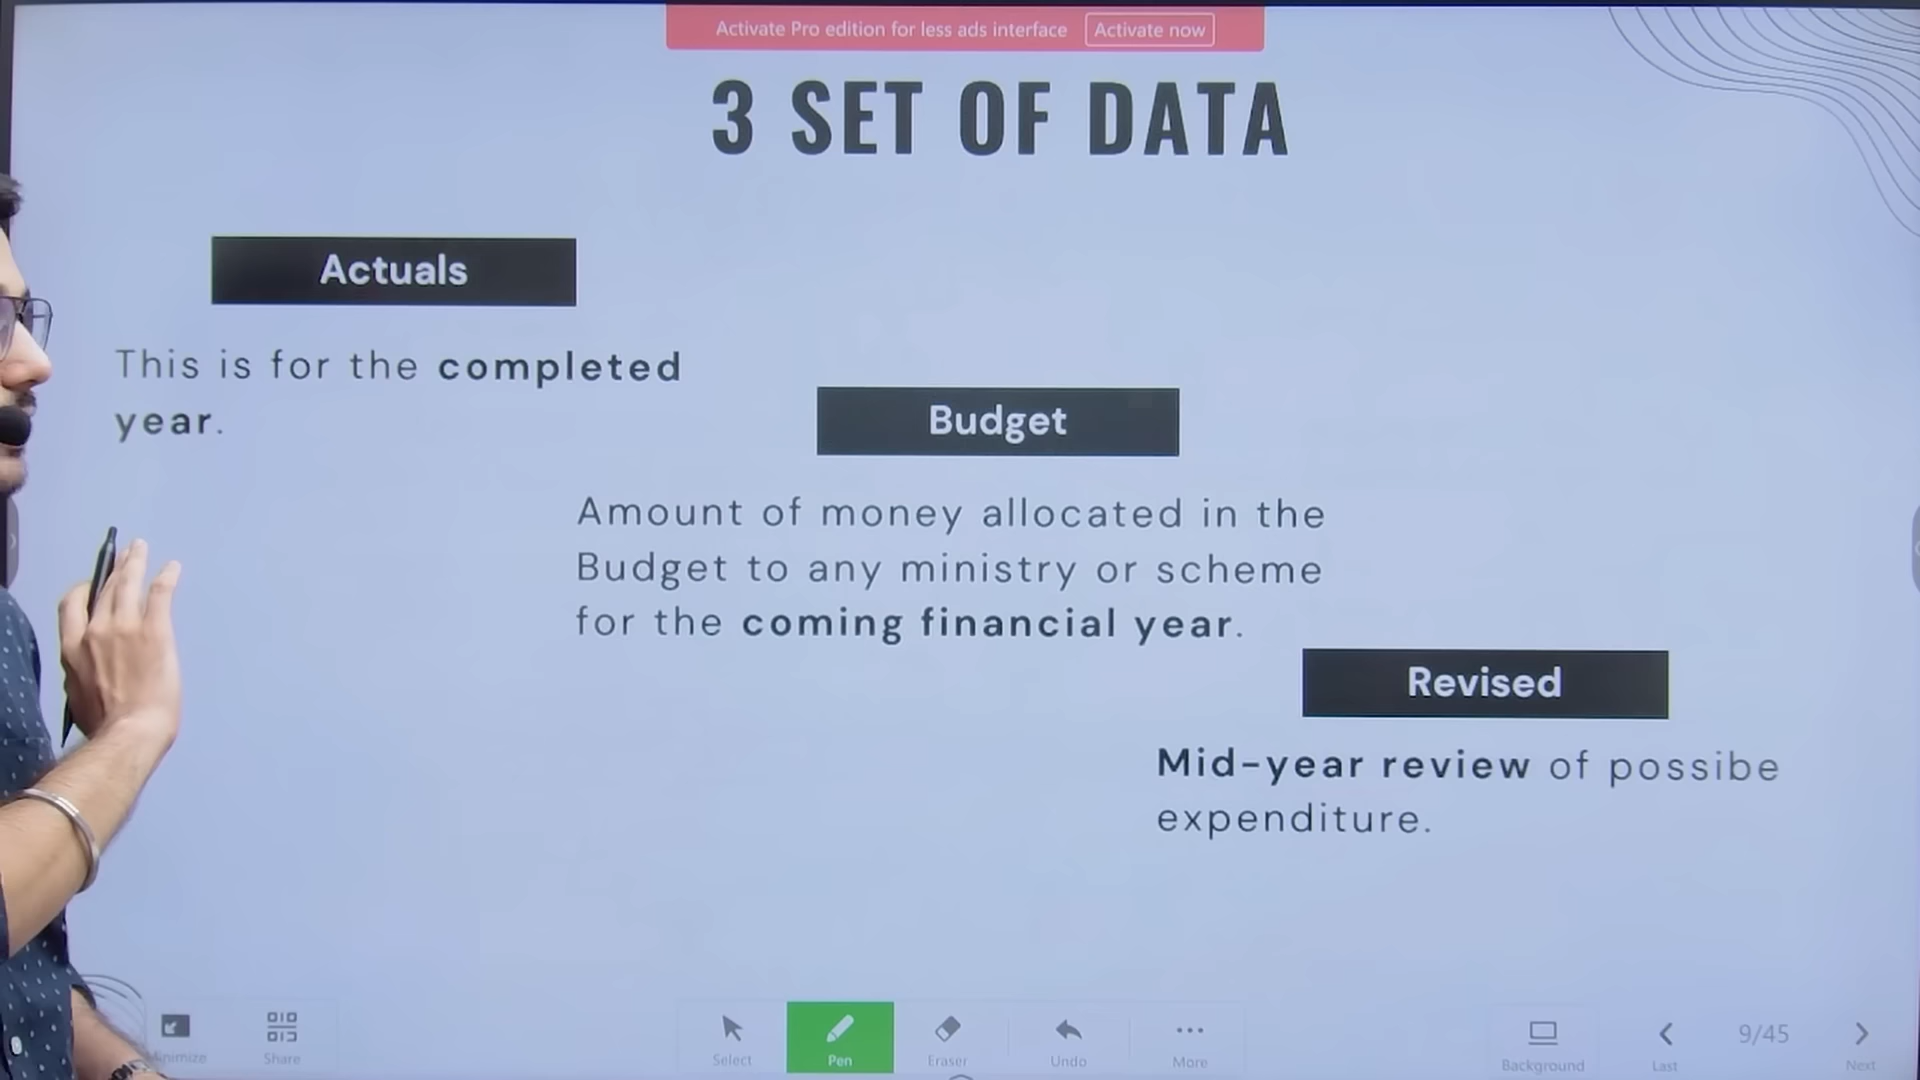 Activate Pro edition for less ads interface Activate now
3 SET OF DATA
Actuals
This is for the completed
year.
Budget
Amount of money allocated in the
Budget to any ministry or scheme
for the coming financial year.
Revised
Mid-year review of possibe
expenditure.
Minimize Share Select Pen Eraser Undo More Background Last 9/45 Next